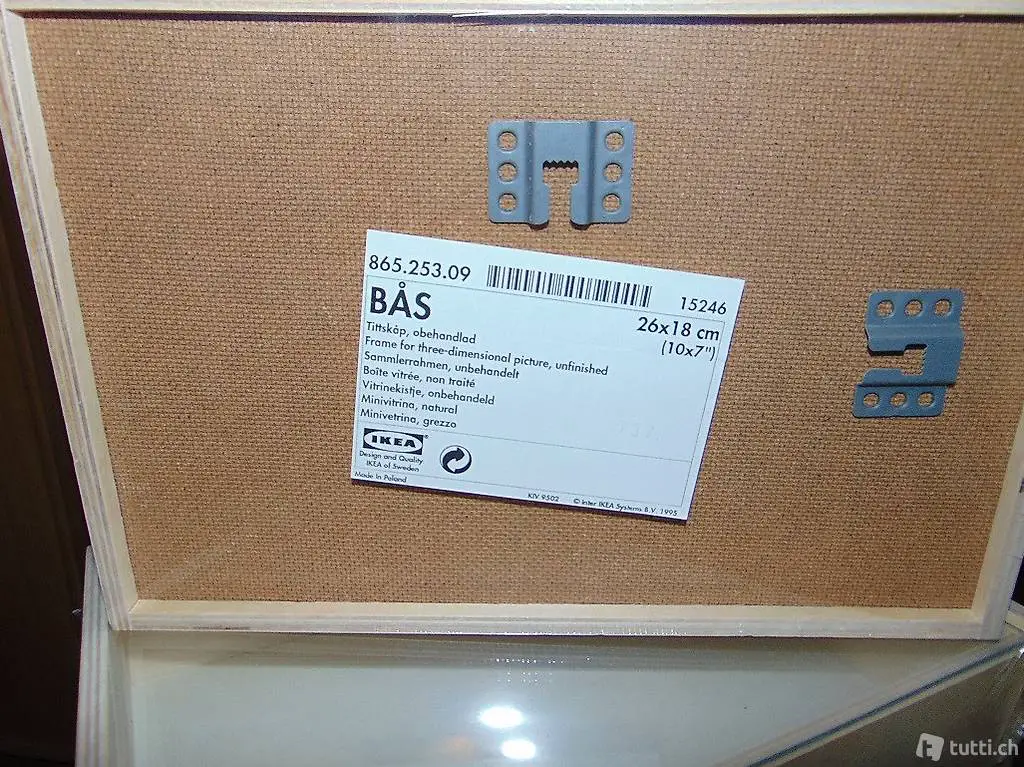 865.253.09
15246
BÅS
26x18 cm
(10x7")
Tittskåp, obehandlad
Frame for three-dimensional picture, unfinished
Sammlerrahmen, unbehandelt
Boîte vitrée, non traité
Vitrinekistje, onbehandeld
Minivitrina, natural
Minivetrina, grezzo
IKEA®
Design and Quality
IKEA of Sweden
Made in Poland
KIV 9502 © Inter IKEA Systems B.V. 1995
tutti.ch